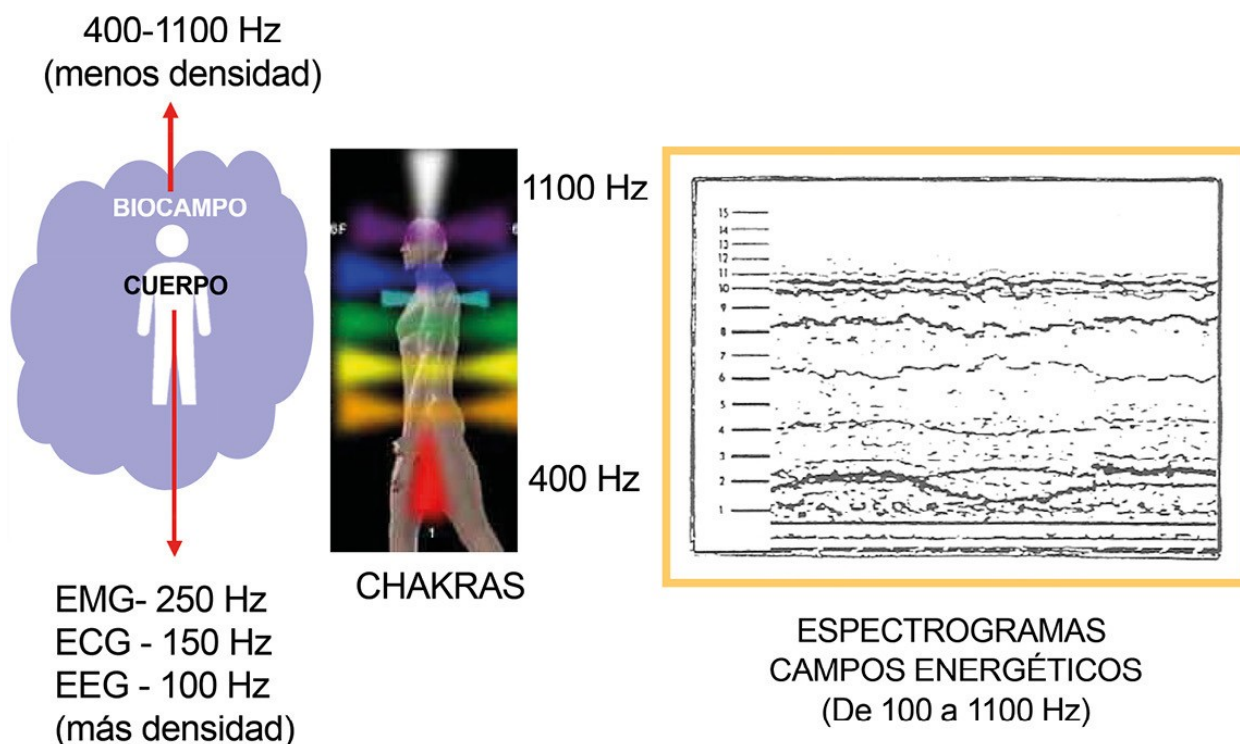 400-1100 Hz
(menos densidad)
BIOCAMPO
CUERPO
EMG- 250 Hz
ECG - 150 Hz
EEG - 100 Hz
(más densidad)
1100 Hz
400 Hz
1
CHAKRAS
15
14
13
12
11
10
9
8
7
6
5
4
3
2
1
ESPECTROGRAMAS
CAMPOS ENERGÉTICOS
(De 100 a 1100 Hz)